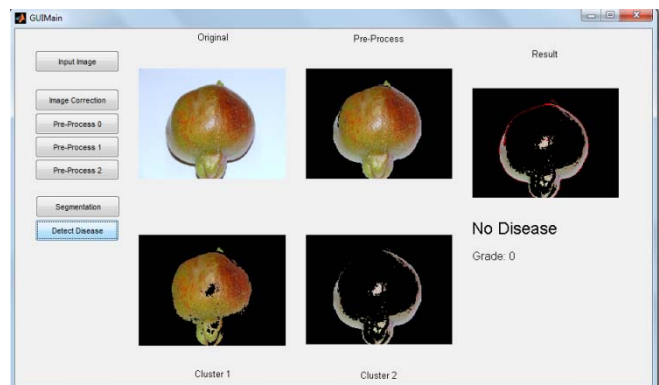 GUIMain
Original
Pre-Process
Result
Input Image
Image Correction
Pre-Process 0
Pre-Process 1
Pre-Process 2
Segmentation
Detect Disease
No Disease
Grade: 0
Cluster 1
Cluster 2